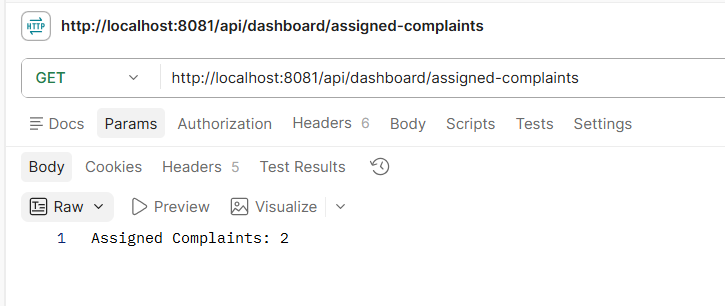 HTTP http://localhost:8081/api/dashboard/assigned-complaints
GET http://localhost:8081/api/dashboard/assigned-complaints
Docs Params Authorization Headers 6 Body Scripts Tests Settings
Body Cookies Headers 5 Test Results
Raw Preview Visualize
1 Assigned Complaints: 2